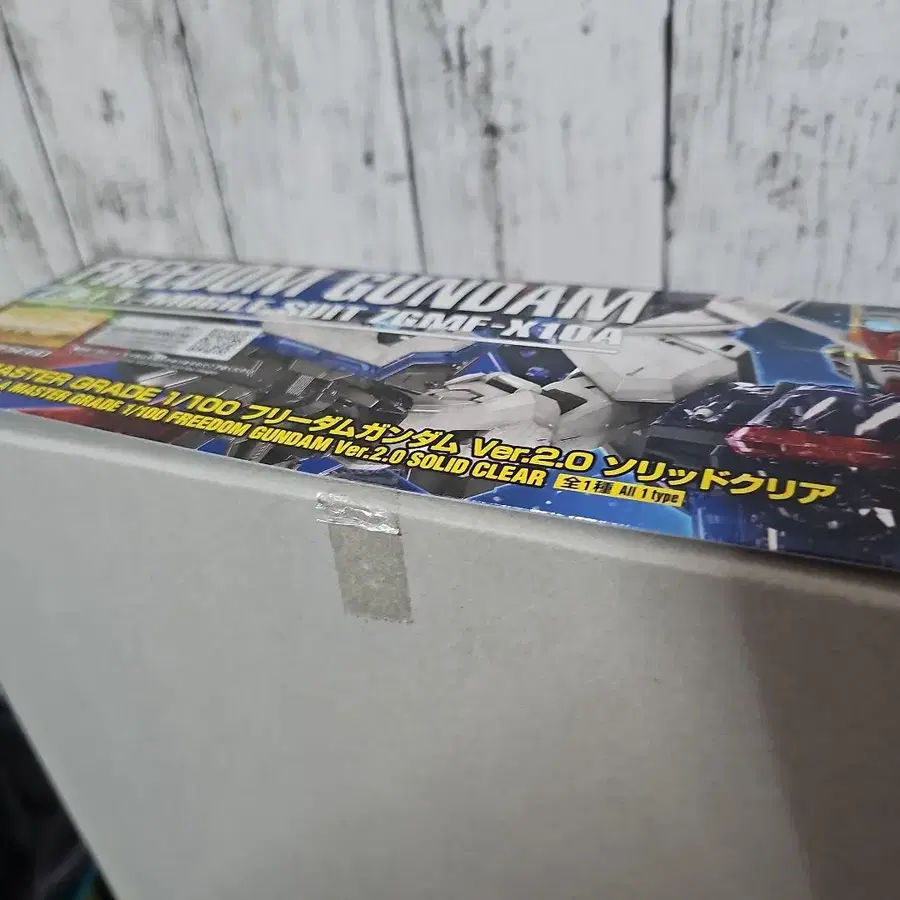 FREEDOM GUNDAM
MOBILE SUIT ZGMF-X10A
MASTER GRADE 1/100 フリーダムガンダム Ver.2.0 ソリッドクリア
MASTER GRADE 1/100 FREEDOM GUNDAM Ver.2.0 SOLID CLEAR 全1種 All 1 type